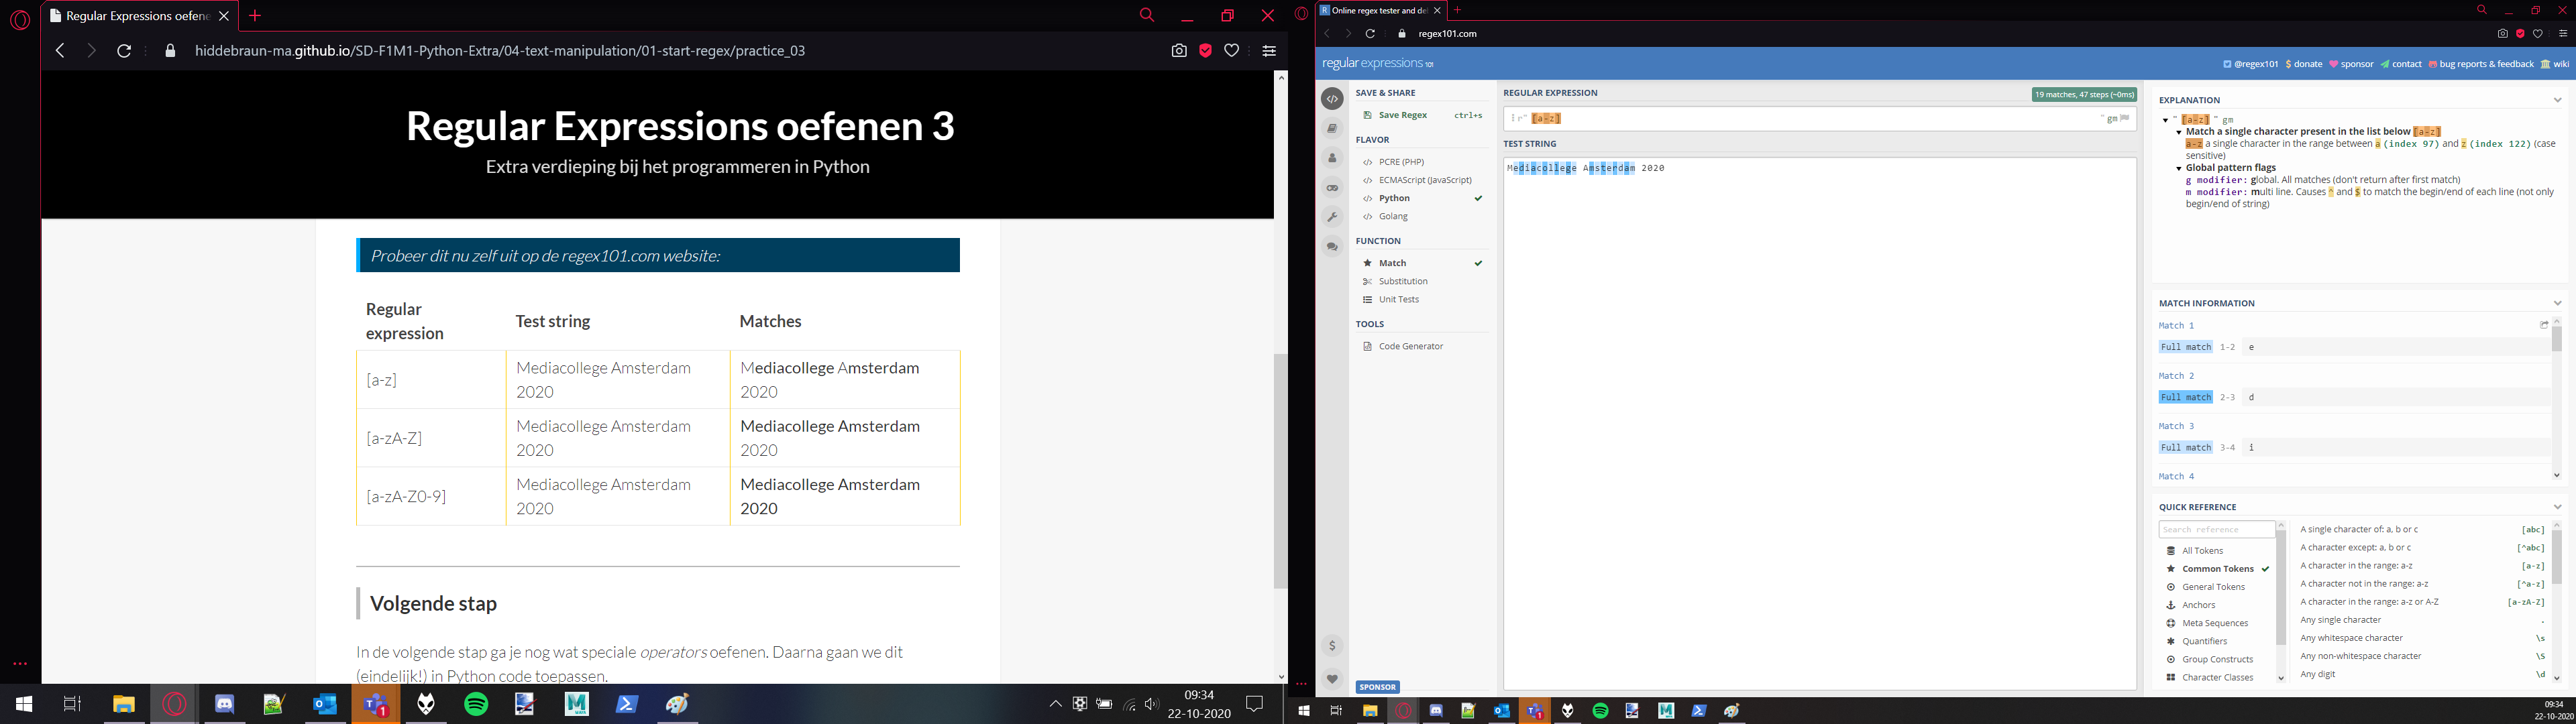 Regular Expressions oefene
hiddebraun-ma.github.io/SD-F1M1-Python-Extra/04-text-manipulation/01-start-regex/practice_03
Regular Expressions oefenen 3
Extra verdieping bij het programmeren in Python
Probeer dit nu zelf uit op de regex101.com website:
Regular
expression
Test string
Matches
[a-z]
Mediacollege Amsterdam
2020
Mediacollege Amsterdam
2020
[a-zA-Z]
Mediacollege Amsterdam
2020
Mediacollege Amsterdam
2020
[a-zA-Z0-9]
Mediacollege Amsterdam
2020
Mediacollege Amsterdam
2020
Volgende stap
In de volgende stap ga je nog wat speciale operators oefenen. Daarna gaan we dit
(eindelijk!) in Python code toepassen.
09:34
22-10-2020
Online regex tester and de
regex101.com
regular expressions 101
@regex101 $ donate sponsor contact bug reports & feedback wiki
SAVE & SHARE
Save Regex ctrl+s
FLAVOR
PCRE (PHP)
ECMAScript (JavaScript)
Python
Golang
FUNCTION
Match
Substitution
Unit Tests
TOOLS
Code Generator
SPONSOR
REGULAR EXPRESSION
19 matches, 47 steps (~0ms)
r" [a-z] " gm
TEST STRING
Mediacollege Amsterdam 2020
EXPLANATION
" [a-z] " gm
Match a single character present in the list below [a-z]
a-z a single character in the range between a (index 97) and z (index 122) (case
sensitive)
Global pattern flags
g modifier: global. All matches (don't return after first match)
m modifier: multi line. Causes ^ and $ to match the begin/end of each line (not only
begin/end of string)
MATCH INFORMATION
Match 1
Full match 1-2 e
Match 2
Full match 2-3 d
Match 3
Full match 3-4 i
Match 4
QUICK REFERENCE
Search reference
All Tokens
Common Tokens
General Tokens
Anchors
Meta Sequences
Quantifiers
Group Constructs
Character Classes
A single character of: a, b or c [abc]
A character except: a, b or c [^abc]
A character in the range: a-z [a-z]
A character not in the range: a-z [^a-z]
A character in the range: a-z or A-Z [a-zA-Z]
Any single character .
Any whitespace character \s
Any non-whitespace character \S
Any digit \d
09:34
22-10-2020